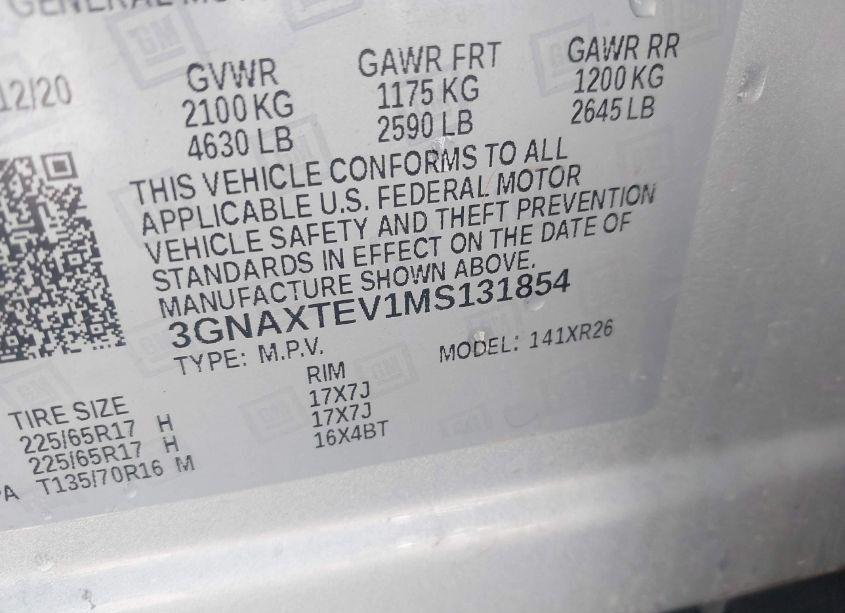 GENERAL MO
12/20
GVWR GAWR FRT GAWR RR
2100 KG 1175 KG 1200 KG
4630 LB 2590 LB 2645 LB
THIS VEHICLE CONFORMS TO ALL
APPLICABLE U.S. FEDERAL MOTOR
VEHICLE SAFETY AND THEFT PREVENTION
STANDARDS IN EFFECT ON THE DATE OF
MANUFACTURE SHOWN ABOVE.
3GNAXTEV1MS131854
TYPE: M.P.V. MODEL: 141XR26
TIRE SIZE RIM
225/65R17 H 17X7J
225/65R17 H 17X7J
PA T135/70R16 M 16X4BT